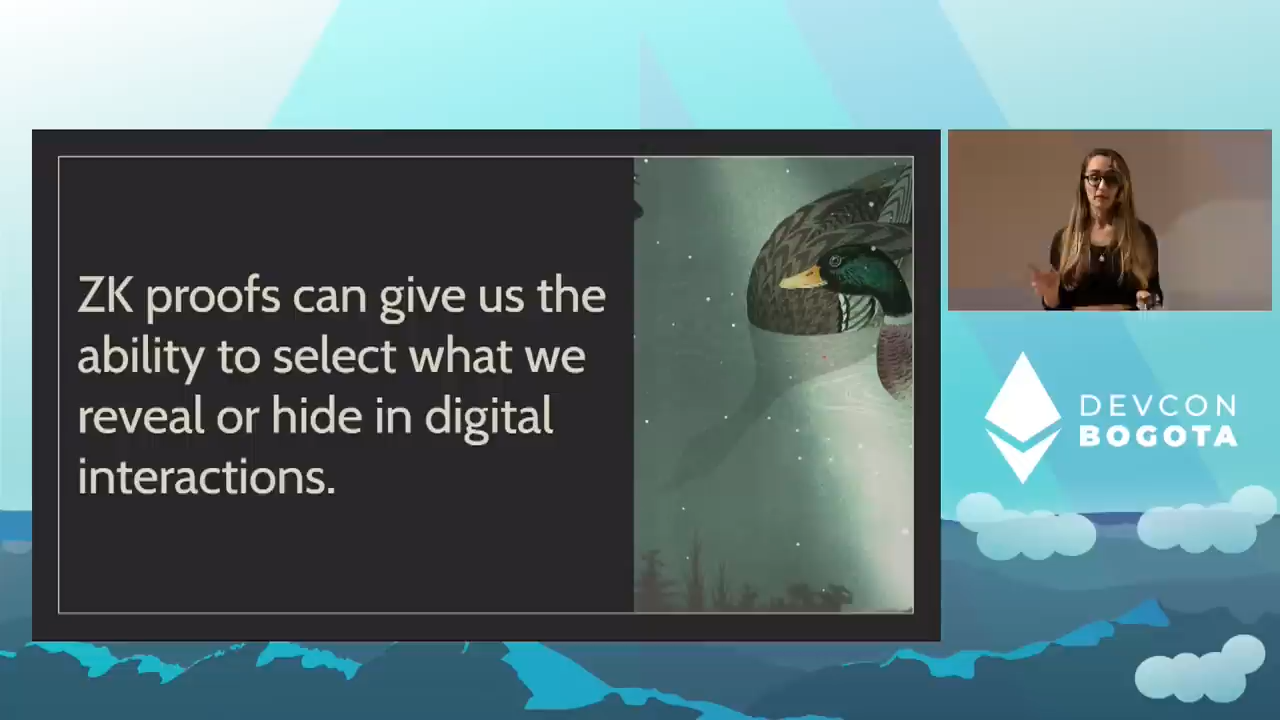 ZK proofs can give us the
ability to select what we
reveal or hide in digital
interactions.
DEVCON
BOGOTA